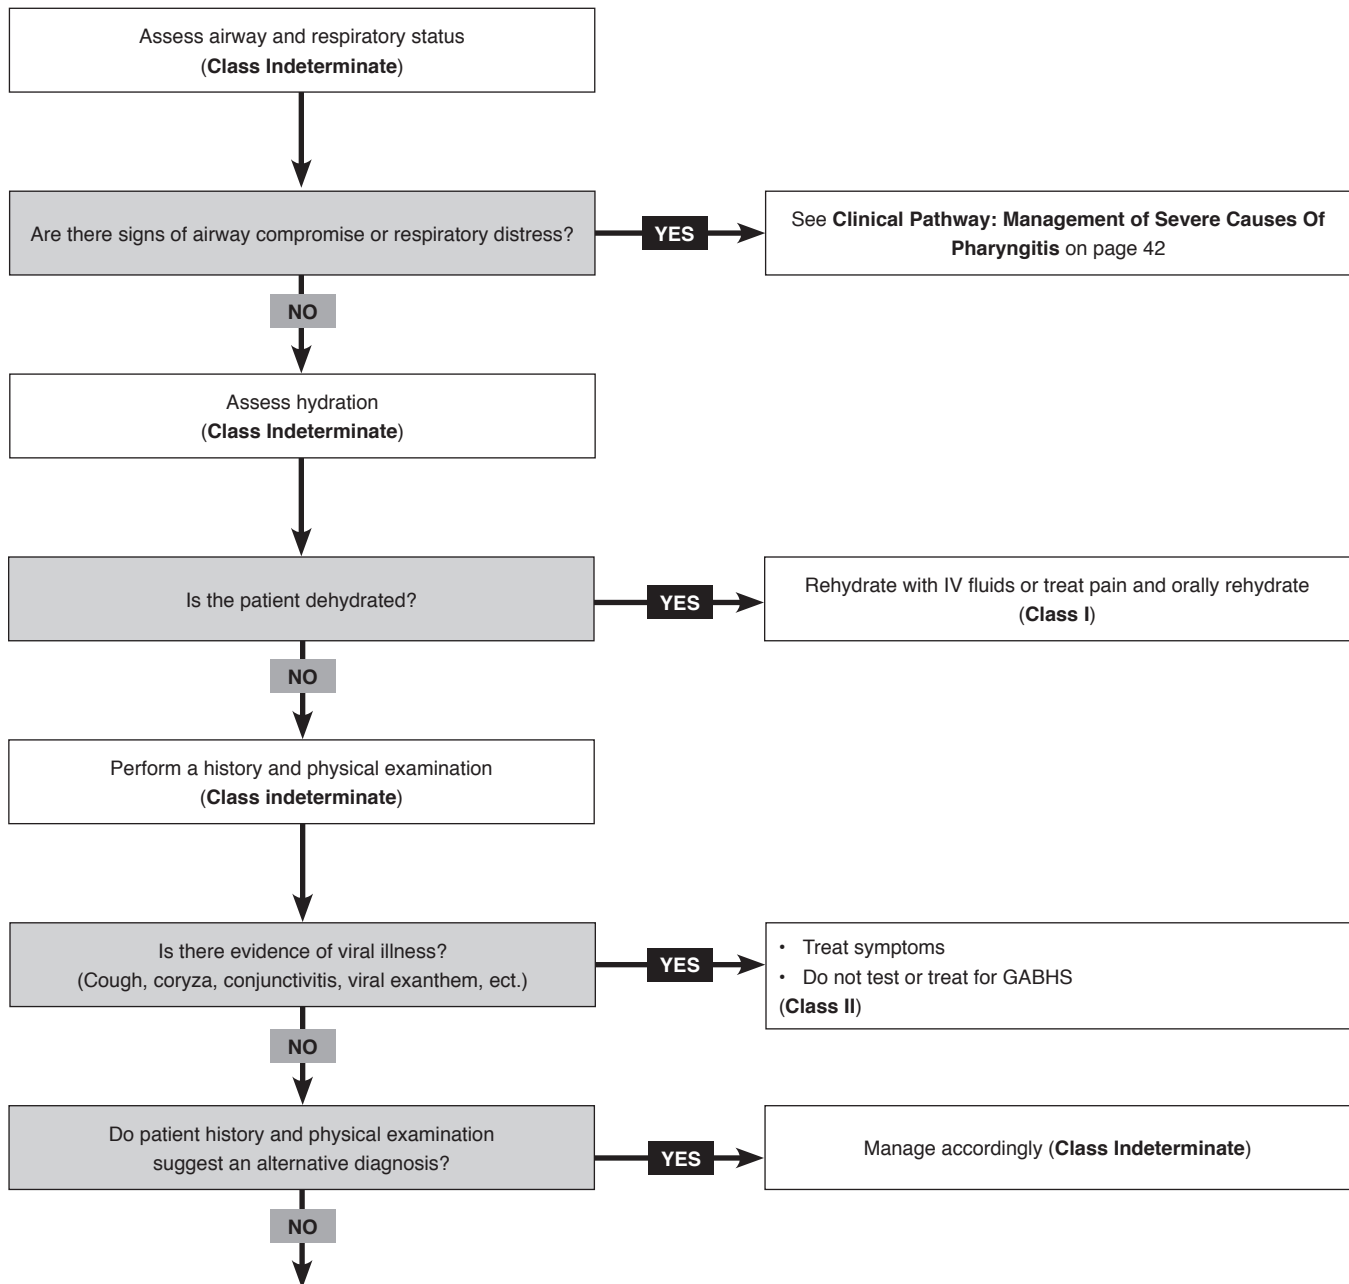 Assess airway and respiratory status
(Class Indeterminate)
Are there signs of airway compromise or respiratory distress?
YES
See Clinical Pathway: Management of Severe Causes Of
Pharyngitis on page 42
NO
Assess hydration
(Class Indeterminate)
Is the patient dehydrated?
YES
Rehydrate with IV fluids or treat pain and orally rehydrate
(Class I)
NO
Perform a history and physical examination
(Class indeterminate)
Is there evidence of viral illness?
(Cough, coryza, conjunctivitis, viral exanthem, ect.)
YES
• Treat symptoms
• Do not test or treat for GABHS
(Class II)
NO
Do patient history and physical examination
suggest an alternative diagnosis?
YES
Manage accordingly (Class Indeterminate)
NO